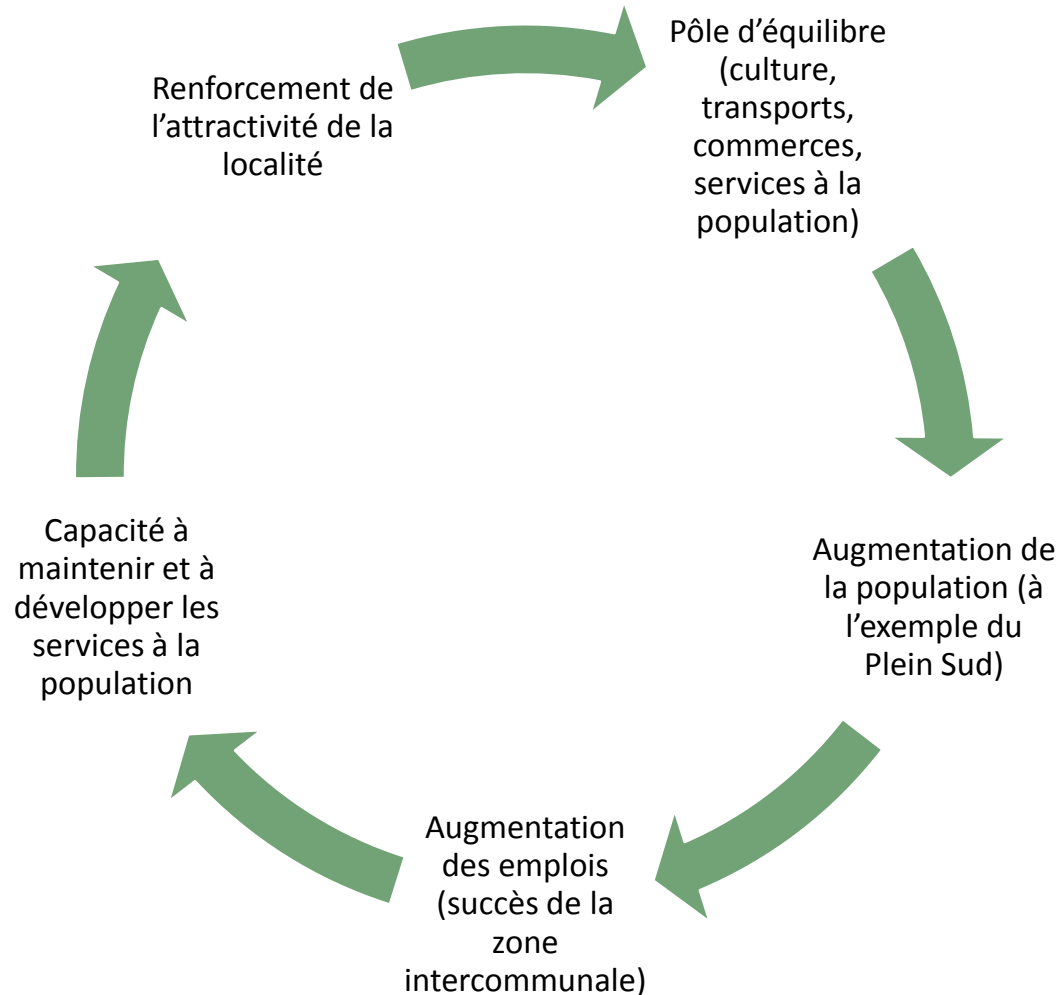 Renforcement de
l’attractivité de la
localité
Pôle d’équilibre
(culture,
transports,
commerces,
services à la
population)
Augmentation de
la population (à
l’exemple du
Plein Sud)
Augmentation
des emplois
(succès de la
zone
intercommunale)
Capacité à
maintenir et à
développer les
services à la
population